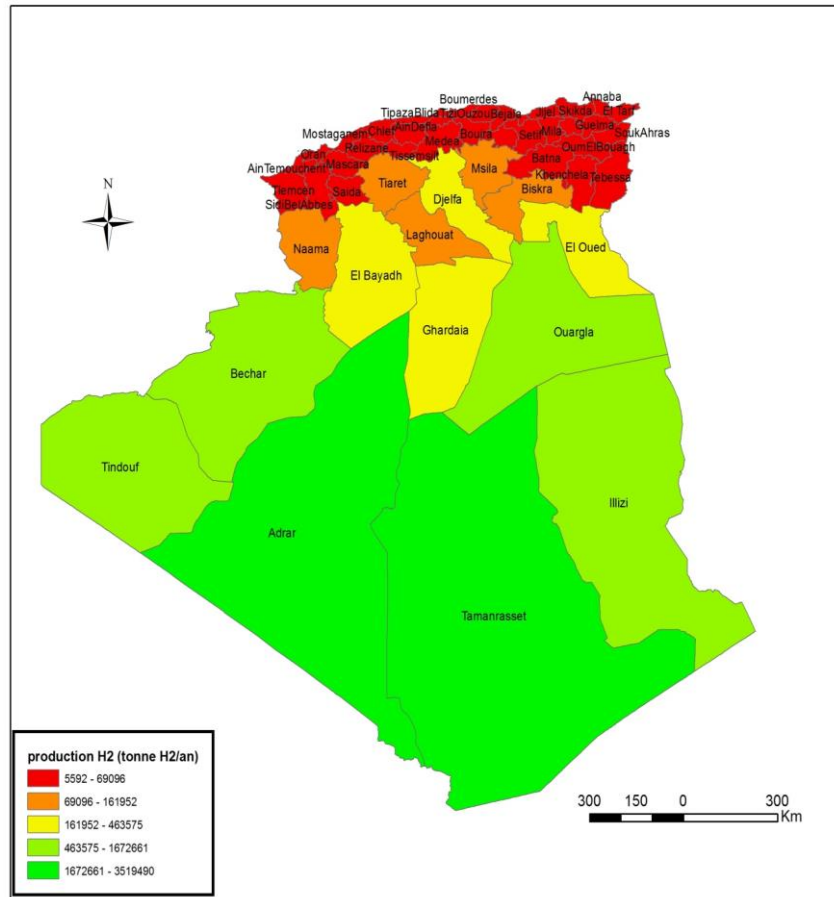 Annaba
Boumerdes
Jijel Skikda El Tarf
TipazaBlida TiziOuzou Bejaia
Guelma
AinDefla
Mostaganem Chlef
Medea Bouira Setif Mila SoukAhras
Relizane
OumElBouagh
Oran
Tissemsilt
AinTemouchent Mascara
Msila
Batna
Khenchela
Tlemcen Saida Tiaret
Biskra Tebessa
SidiBelAbbes
Djelfa
N
Naama
Laghouat
El Oued
El Bayadh
Ghardaia
Ouargla
Bechar
Tindouf
Illizi
Adrar
Tamanrasset
production H2 (tonne H2/an)
5592 - 69096
69096 - 161952
161952 - 463575
463575 - 1672661
1672661 - 3519490
300 150 0 300
Km